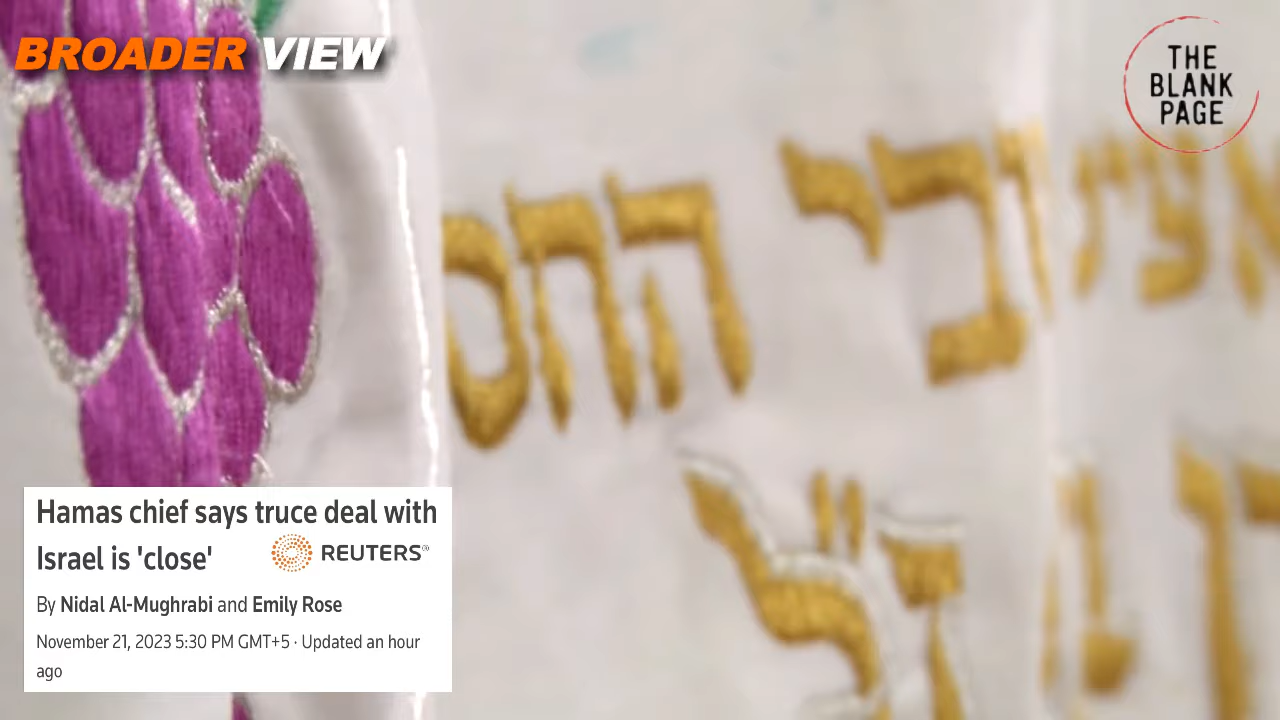 BROADER VIEW
THE
BLANK
PAGE
ז"ל
Hamas chief says truce deal with
Israel is 'close'
REUTERS®
By Nidal Al-Mughrabi and Emily Rose
November 21, 2023 5:30 PM GMT+5 · Updated an hour
ago